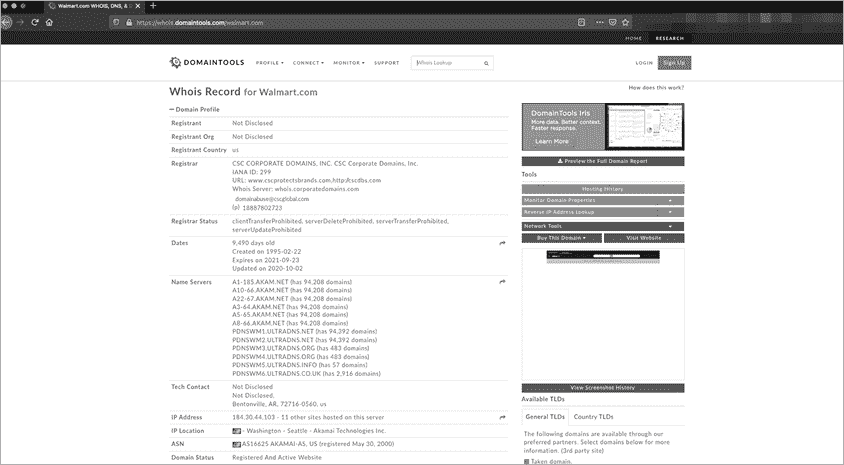 Walmart.com WHOIS, DNS, & D
https://whois.domaintools.com/walmart.com
HOME RESEARCH
DOMAINTOOLS PROFILE CONNECT MONITOR SUPPORT Whois Lookup LOGIN Sign Up
Whois Record for Walmart.com
How does this work?
Domain Profile
Registrant Not Disclosed
Registrant Org Not Disclosed
Registrant Country us
Registrar CSC CORPORATE DOMAINS, INC. CSC Corporate Domains, Inc.
IANA ID: 299
URL: www.cscprotectsbrands.com,http://cscdbs.com
Whois Server: whois.corporatedomains.com
domainabuse@cscglobal.com
(p) 18887802723
Registrar Status clientTransferProhibited, serverDeleteProhibited, serverTransferProhibited,
serverUpdateProhibited
Dates 9,490 days old
Created on 1995-02-22
Expires on 2021-09-23
Updated on 2020-10-02
Name Servers A1-185.AKAM.NET (has 94,208 domains)
A10-66.AKAM.NET (has 94,208 domains)
A22-67.AKAM.NET (has 94,208 domains)
A3-64.AKAM.NET (has 94,208 domains)
A5-65.AKAM.NET (has 94,208 domains)
A8-66.AKAM.NET (has 94,208 domains)
PDNSWM1.ULTRADNS.NET (has 94,392 domains)
PDNSWM2.ULTRADNS.NET (has 94,392 domains)
PDNSWM3.ULTRADNS.ORG (has 483 domains)
PDNSWM4.ULTRADNS.ORG (has 483 domains)
PDNSWM5.ULTRADNS.INFO (has 57 domains)
PDNSWM6.ULTRADNS.CO.UK (has 2,916 domains)
Tech Contact Not Disclosed
Not Disclosed,
Bentonville, AR, 72716-0560, us
IP Address 184.30.44.103 - 11 other sites hosted on this server
IP Location - Washington - Seattle - Akamai Technologies Inc.
ASN AS16625 AKAMAI-AS, US (registered May 30, 2000)
Domain Status Registered And Active Website
DomainTools Iris
More data. Better context.
Faster response.
Learn More
Preview the Full Domain Report
Tools
Hosting History
Monitor Domain Properties
Reverse IP Address Lookup
Network Tools
Buy This Domain Visit Website
View Screenshot History
Available TLDs
General TLDs Country TLDs
The following domains are available through our
preferred partners. Select domains below for more
information. (3rd party site)
Taken domain.